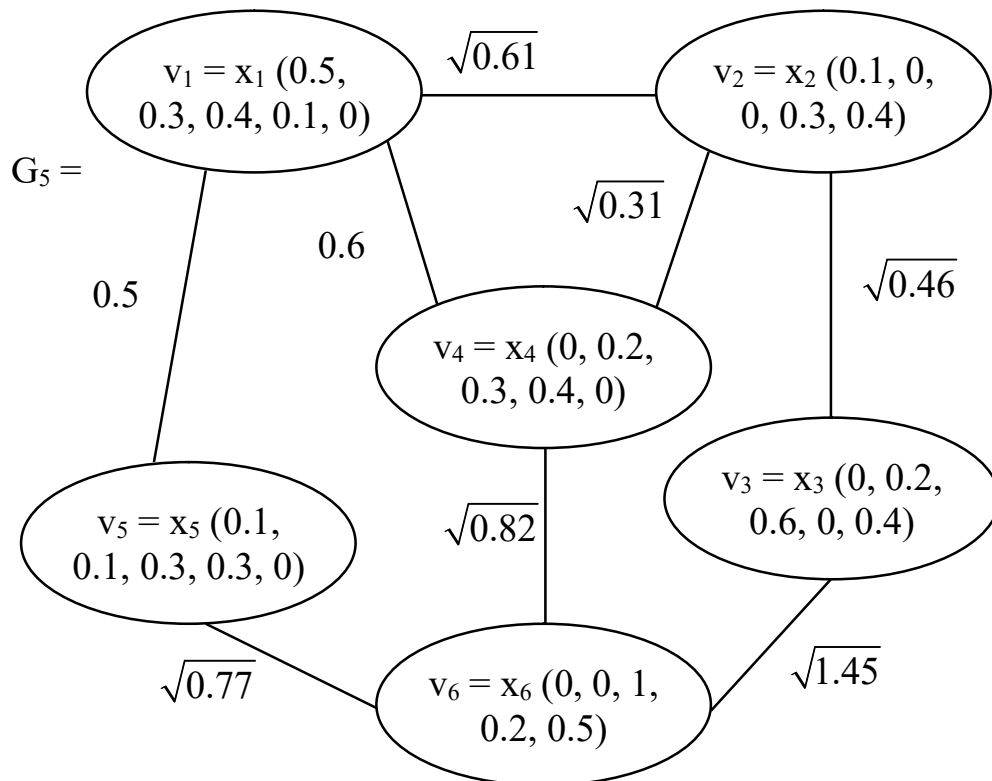 v₁ = x₁ (0.5,
0.3, 0.4, 0.1, 0)
√0.61
v₂ = x₂ (0.1, 0,
0, 0.3, 0.4)
G₅ =
0.5
0.6
√0.31
√0.46
v₄ = x₄ (0, 0.2,
0.3, 0.4, 0)
v₃ = x₃ (0, 0.2,
0.6, 0, 0.4)
v₅ = x₅ (0.1,
0.1, 0.3, 0.3, 0)
√0.82
√0.77
v₆ = x₆ (0, 0, 1,
0.2, 0.5)
√1.45